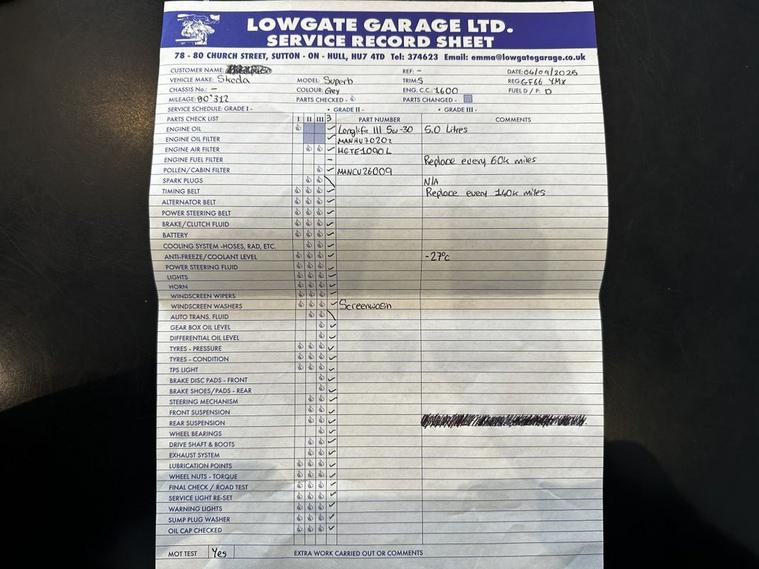 LOWGATE GARAGE LTD.
SERVICE RECORD SHEET
78 - 80 CHURCH STREET, SUTTON - ON - HULL, HU7 4TD Tel: 374623 Email: emma@lowgategarage.co.uk
CUSTOMER NAME: REF: - DATE: 04/09/2025
VEHICLE MAKE: Skoda MODEL: Superb TRIM: S REG: GF66 YMX
CHASSIS No: - COLOUR: Grey ENG. C.C: 1600 FUEL D / P: D
MILEAGE: 90'312 PARTS CHECKED - PARTS CHANGED -
SERVICE SCHEDULE: GRADE I - • GRADE II - • GRADE III -
PARTS CHECK LIST I II III 3 PART NUMBER COMMENTS
ENGINE OIL Longlife III 5w-30 5.0 Litres
ENGINE OIL FILTER MANHU7020z
ENGINE AIR FILTER
ENGINE FUEL FILTER Replace every 60k miles
POLLEN/CABIN FILTER MANCU26009
SPARK PLUGS N/A
TIMING BELT Replace every 140k miles
ALTERNATOR BELT
POWER STEERING BELT
BRAKE/CLUTCH FLUID
BATTERY
COOLING SYSTEM -HOSES, RAD, ETC.
ANTI-FREEZE/COOLANT LEVEL -27°c
POWER STEERING FLUID
LIGHTS
HORN
WINDSCREEN WIPERS
WINDSCREEN WASHERS Screenwash
AUTO TRANS. FLUID
GEAR BOX OIL LEVEL
DIFFERENTIAL OIL LEVEL
TYRES - PRESSURE
TYRES - CONDITION
TPS LIGHT
BRAKE DISC PADS - FRONT
BRAKE SHOES/PADS - REAR
STEERING MECHANISM
FRONT SUSPENSION
REAR SUSPENSION
WHEEL BEARINGS
DRIVE SHAFT & BOOTS
EXHAUST SYSTEM
LUBRICATION POINTS
WHEEL NUTS - TORQUE
FINAL CHECK / ROAD TEST
SERVICE LIGHT RE-SET
WARNING LIGHTS
SUMP PLUG WASHER
OIL CAP CHECKED
MOT TEST Yes EXTRA WORK CARRIED OUT OR COMMENTS